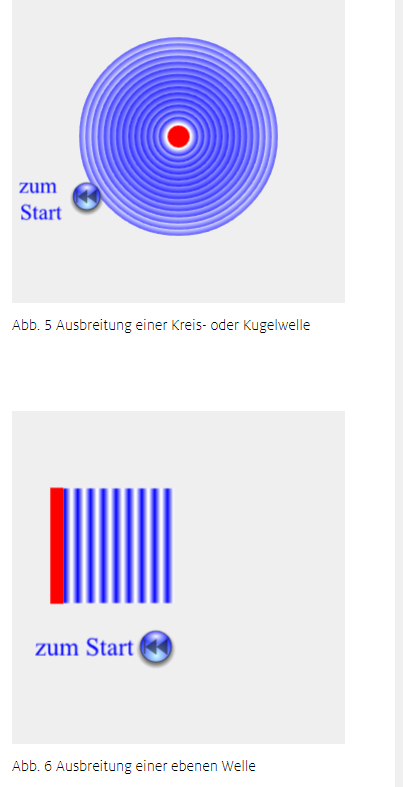 zum
Start
Abb. 5 Ausbreitung einer Kreis- oder Kugelwelle
zum Start
Abb. 6 Ausbreitung einer ebenen Welle